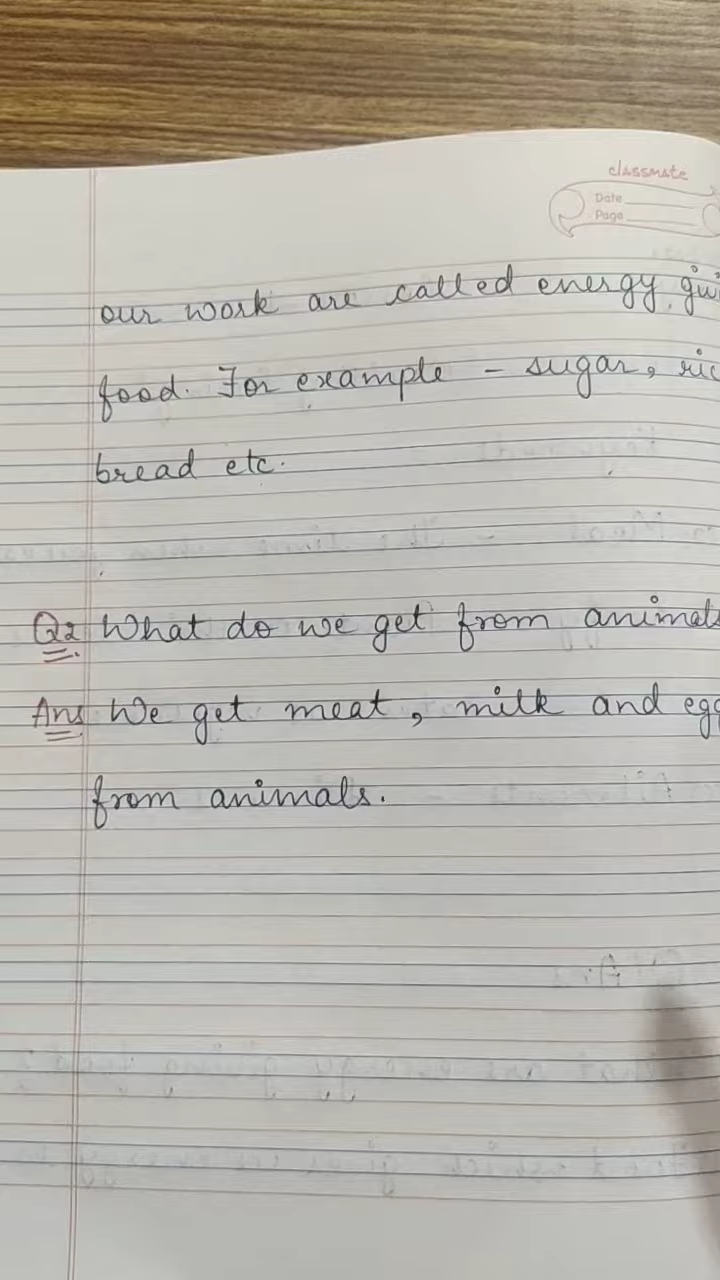 classmate
Date
Page
our work are called energy
food. For example - sugar,
bread etc.
Q2 What do we get from animals
Ans We get meat, milk and
from animals.